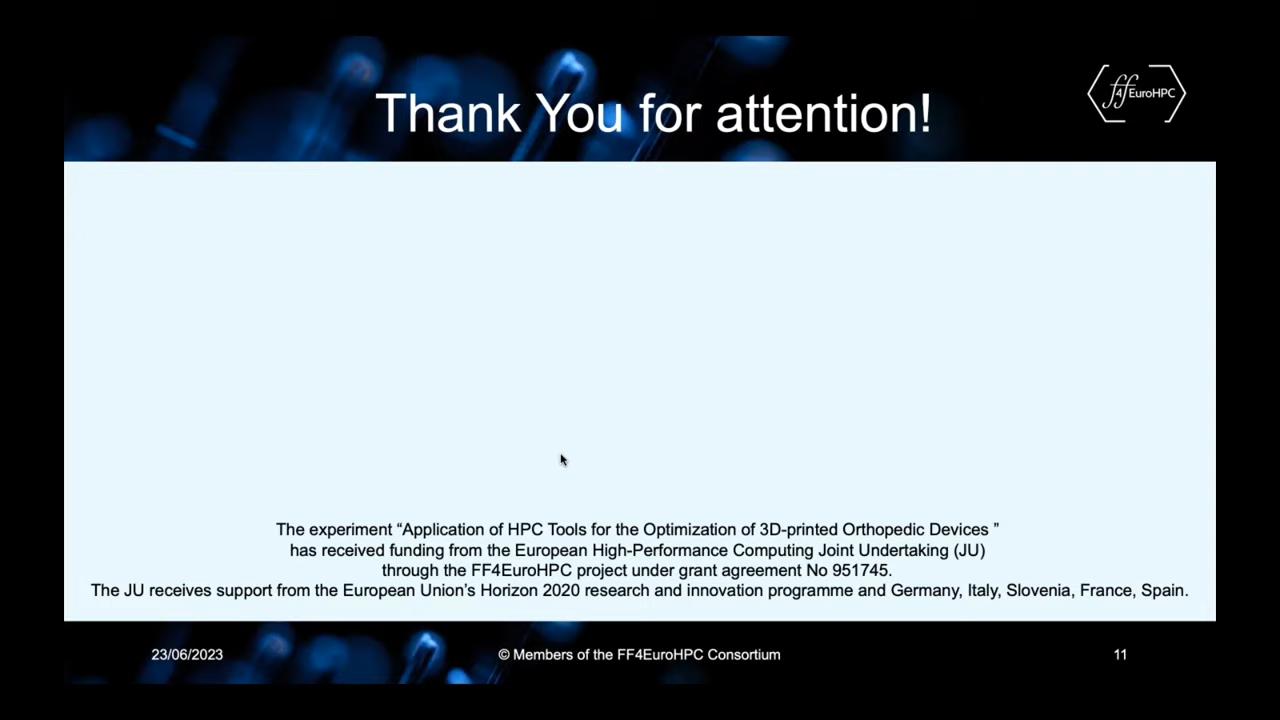 Thank You for attention!
ff4EuroHPC
The experiment “Application of HPC Tools for the Optimization of 3D-printed Orthopedic Devices ”
has received funding from the European High-Performance Computing Joint Undertaking (JU)
through the FF4EuroHPC project under grant agreement No 951745.
The JU receives support from the European Union’s Horizon 2020 research and innovation programme and Germany, Italy, Slovenia, France, Spain.
23/06/2023
© Members of the FF4EuroHPC Consortium
11